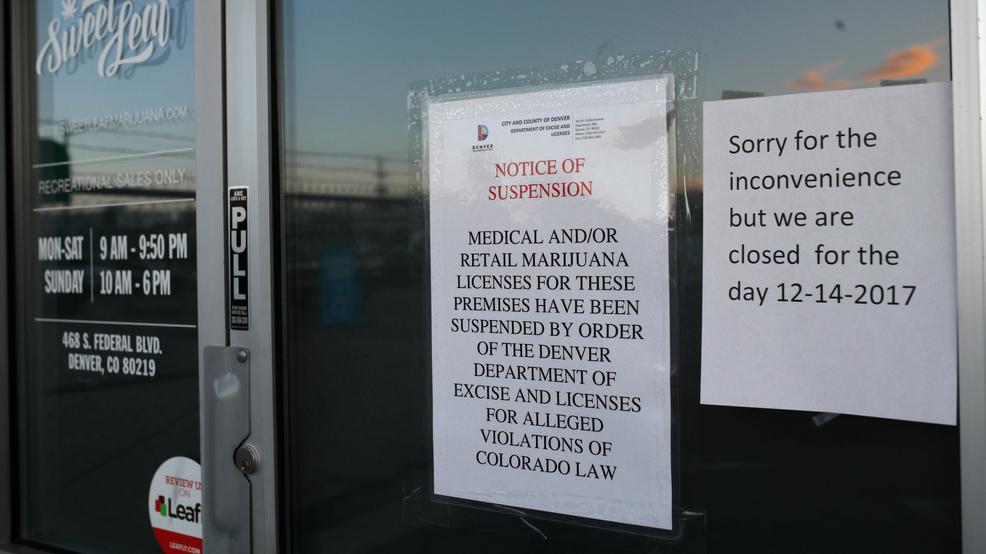 Sweet Leaf
SWEETLEAFMARIJUANA.COM
RECREATIONAL SALES ONLY
MON-SAT 9 AM - 9:50 PM
SUNDAY 10 AM - 6 PM
468 S. FEDERAL BLVD.
DENVER, CO 80219
REVIEW US
ON
Leafl
LEAFLY.COM
PULL
DENVER
CITY AND COUNTY OF DENVER
DEPARTMENT OF EXCISE AND
LICENSES
NOTICE OF
SUSPENSION
MEDICAL AND/OR
RETAIL MARIJUANA
LICENSES FOR THESE
PREMISES HAVE BEEN
SUSPENDED BY ORDER
OF THE DENVER
DEPARTMENT OF
EXCISE AND LICENSES
FOR ALLEGED
VIOLATIONS OF
COLORADO LAW
Sorry for the
inconvenience
but we are
closed for the
day 12-14-2017